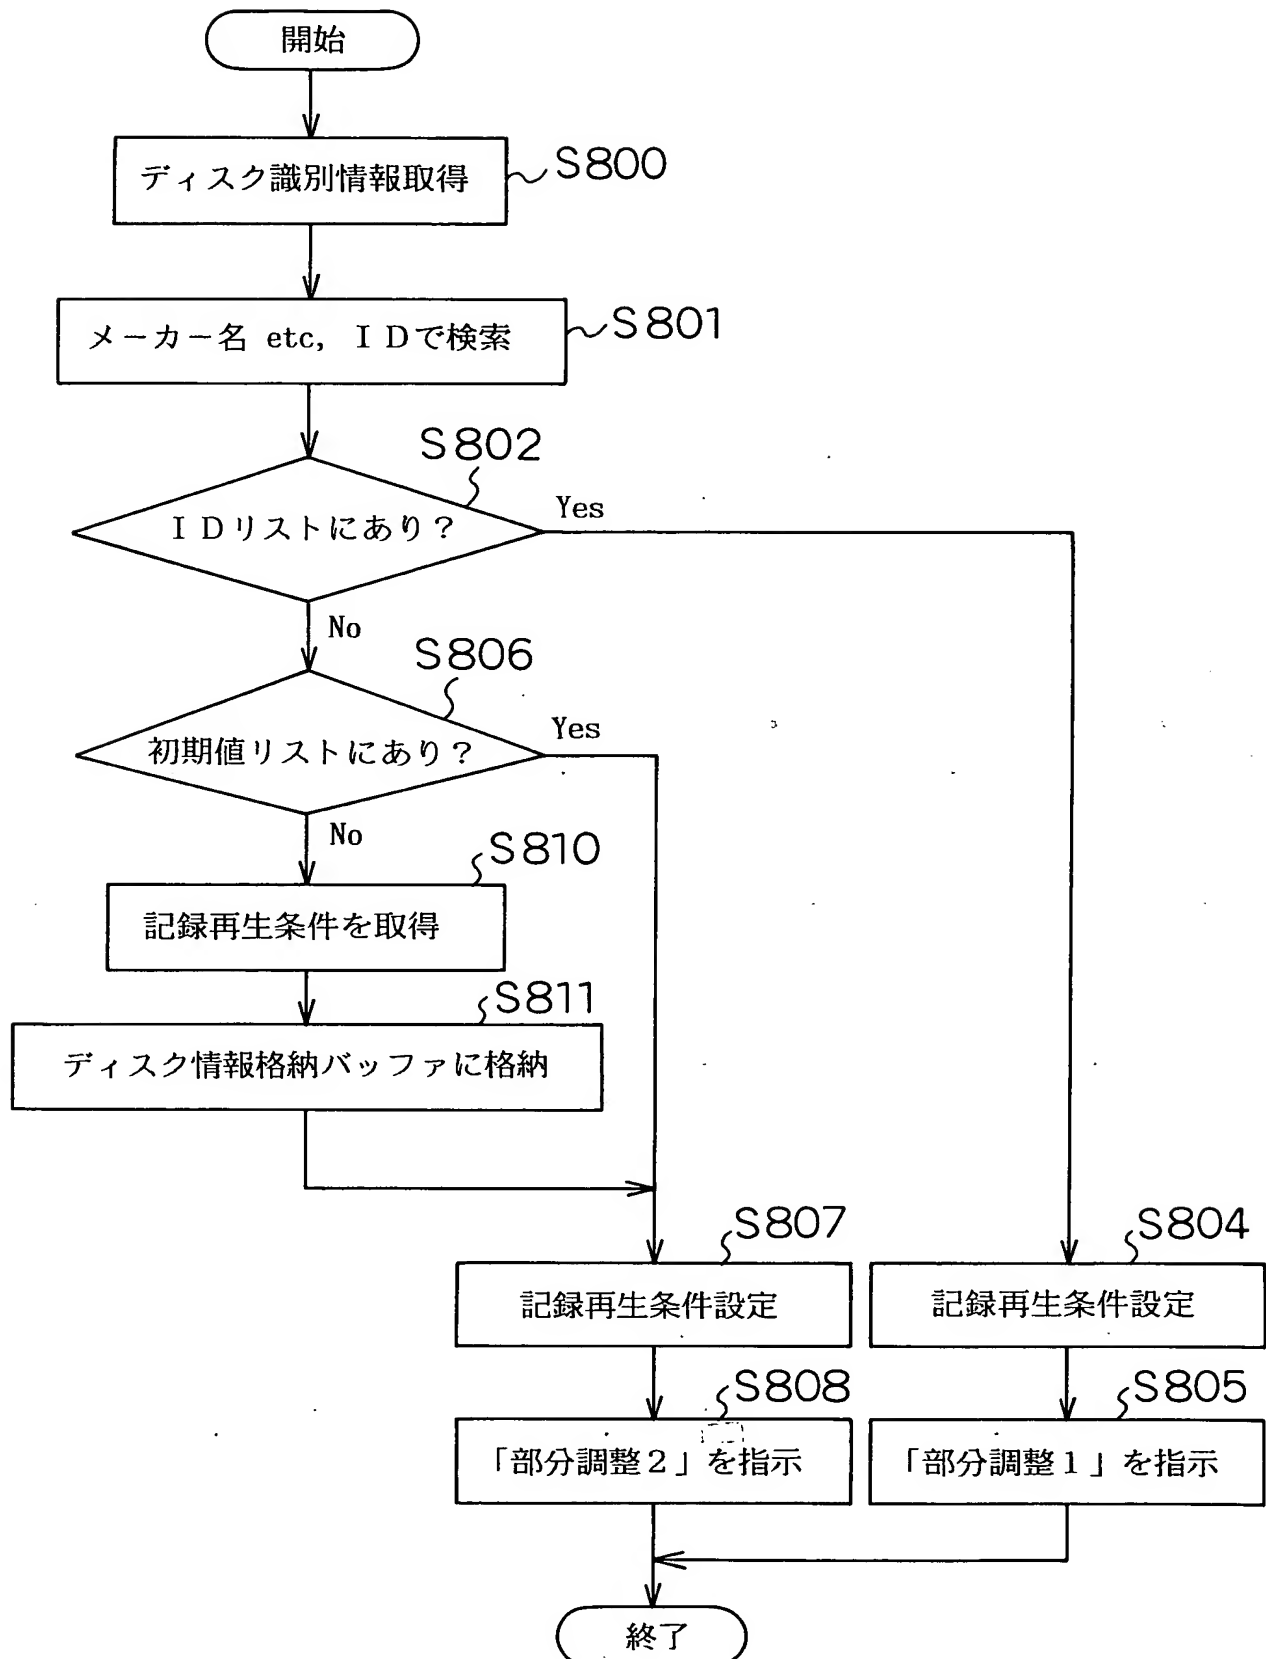 開始
ディスク識別情報取得
S800
メーカー名 etc, IDで検索
S801
S802
IDリストにあり?
Yes
No
S806
初期値リストにあり?
Yes
No
S810
記録再生条件を取得
S811
ディスク情報格納バッファに格納
S807
記録再生条件設定
S804
記録再生条件設定
S808
「部分調整2」を指示
S805
「部分調整1」を指示
終了